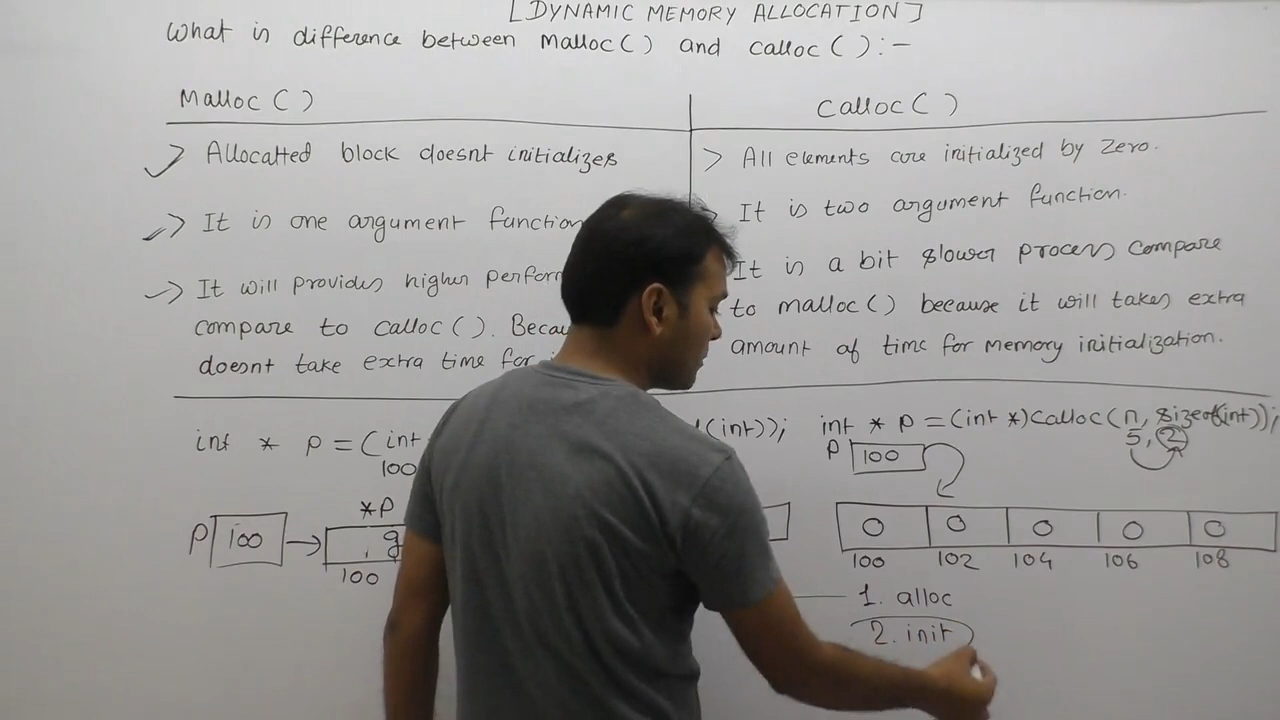 [DYNAMIC MEMORY ALLOCATION]
What is difference between Malloc() and calloc() :-
Malloc()
Allocatted block doesnt initializes
It is one argument function
It will provides higher perform
compare to calloc(). Becau
doesnt take extra time for
calloc()
> All elements are initialized by Zero.
It is two argument function.
It is a bit slower process compare
to malloc() because it will takes extra
amount of time for memory initialization.
int * p = (int
100
(int));
P 100
*P
g
100
int * p = (int *)calloc(n, sizeof(int));
5, 2
P 100
0 0 0 0 0
100 102 104 106 108
1. alloc
2. init